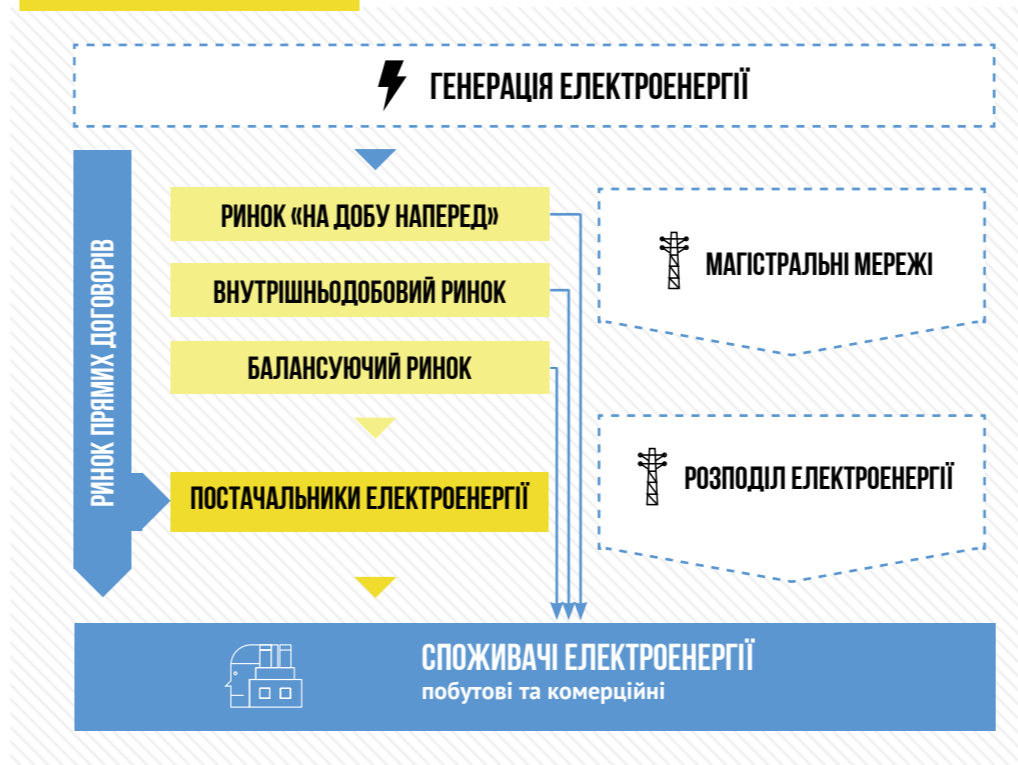 ГЕНЕРАЦІЯ ЕЛЕКТРОЕНЕРГІЇ
РИНОК ПРЯМИХ ДОГОВОРІВ
РИНОК «НА ДОБУ НАПЕРЕД»
ВНУТРІШНЬОДОБОВИЙ РИНОК
БАЛАНСУЮЧИЙ РИНОК
ПОСТАЧАЛЬНИКИ ЕЛЕКТРОЕНЕРГІЇ
МАГІСТРАЛЬНІ МЕРЕЖІ
РОЗПОДІЛ ЕЛЕКТРОЕНЕРГІЇ
СПОЖИВАЧІ ЕЛЕКТРОЕНЕРГІЇ
побутові та комерційні